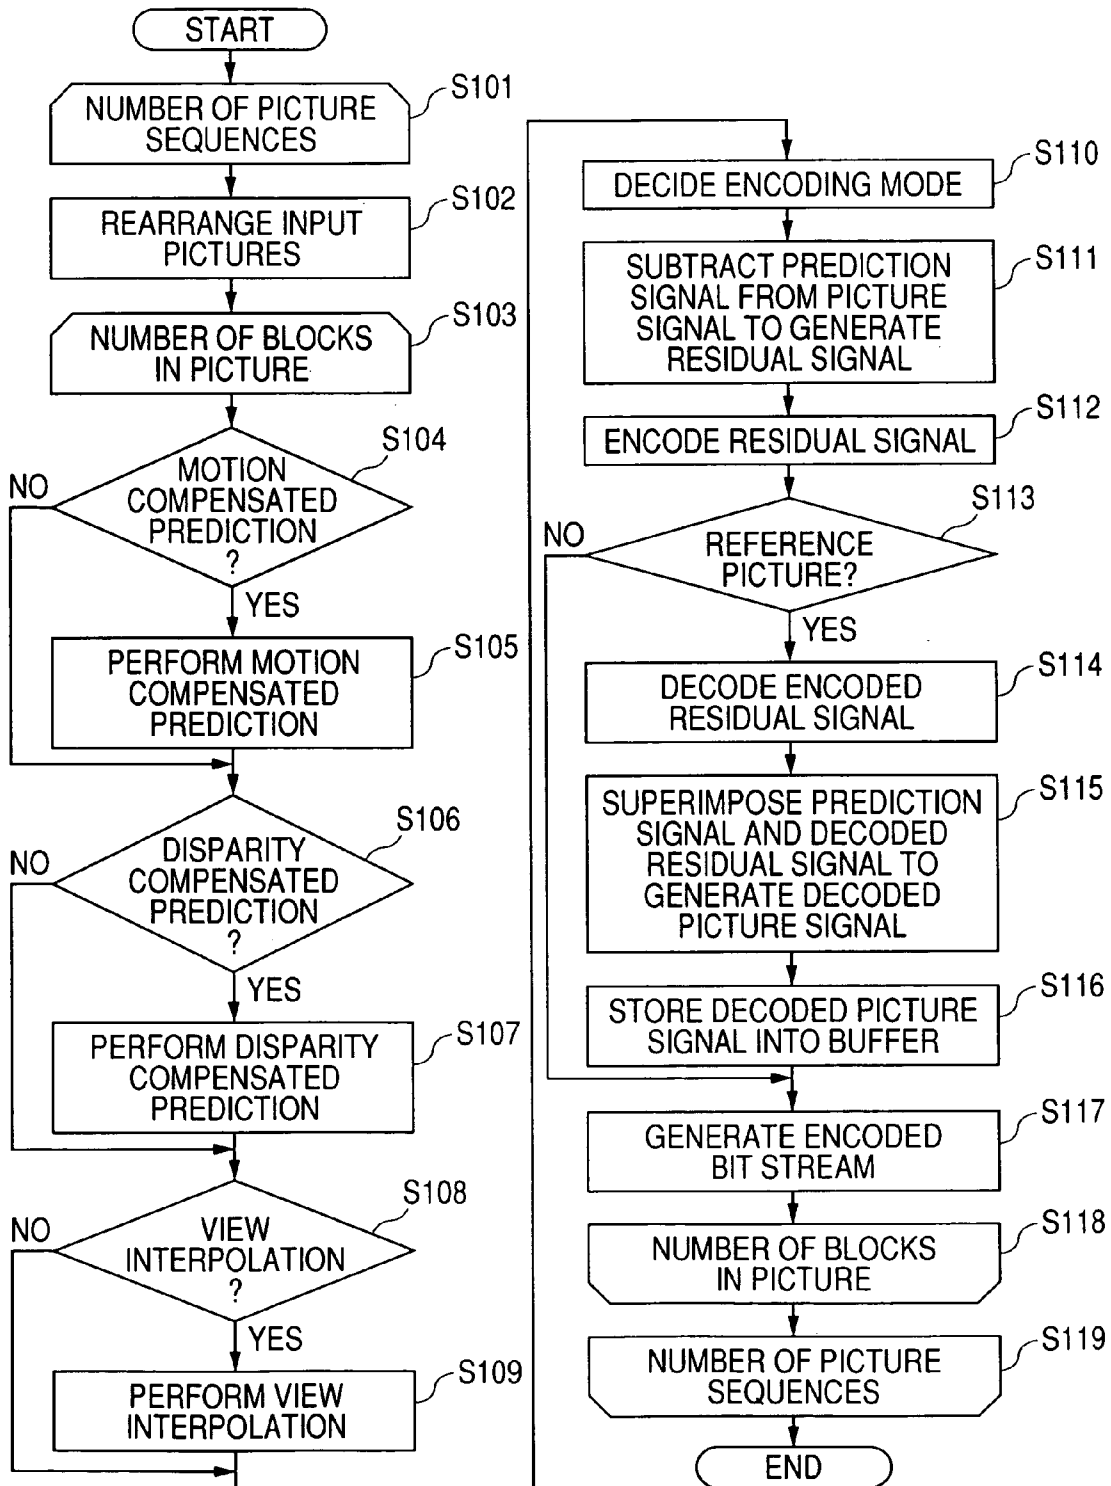 START
S101
NUMBER OF PICTURE
SEQUENCES
S102
REARRANGE INPUT
PICTURES
S103
NUMBER OF BLOCKS
IN PICTURE
S104
MOTION
COMPENSATED
PREDICTION
?
NO
YES
S105
PERFORM MOTION
COMPENSATED
PREDICTION
S106
DISPARITY
COMPENSATED
PREDICTION
?
NO
YES
S107
PERFORM DISPARITY
COMPENSATED
PREDICTION
S108
VIEW
INTERPOLATION
?
NO
YES
S109
PERFORM VIEW
INTERPOLATION
S110
DECIDE ENCODING MODE
S111
SUBTRACT PREDICTION
SIGNAL FROM PICTURE
SIGNAL TO GENERATE
RESIDUAL SIGNAL
S112
ENCODE RESIDUAL SIGNAL
S113
REFERENCE
PICTURE?
NO
YES
S114
DECODE ENCODED
RESIDUAL SIGNAL
S115
SUPERIMPOSE PREDICTION
SIGNAL AND DECODED
RESIDUAL SIGNAL TO
GENERATE DECODED
PICTURE SIGNAL
S116
STORE DECODED PICTURE
SIGNAL INTO BUFFER
S117
GENERATE ENCODED
BIT STREAM
S118
NUMBER OF BLOCKS
IN PICTURE
S119
NUMBER OF PICTURE
SEQUENCES
END